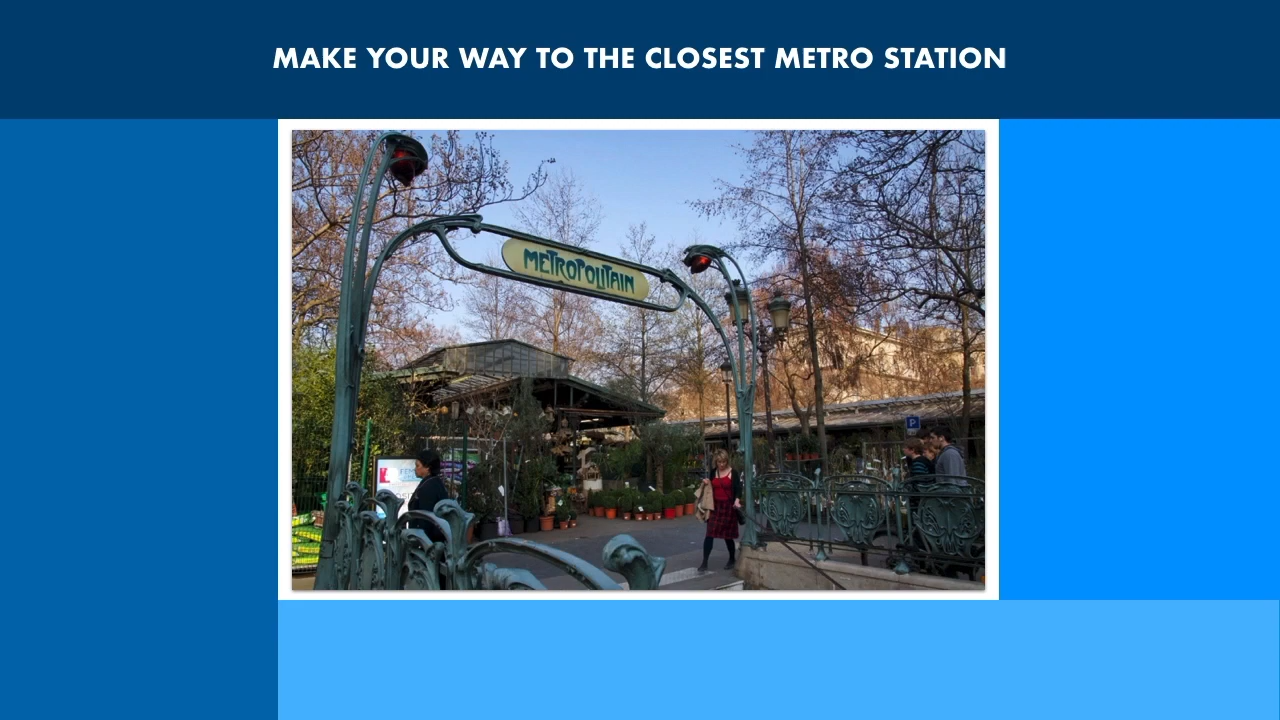 MAKE YOUR WAY TO THE CLOSEST METRO STATION
METROPOLITAIN
P